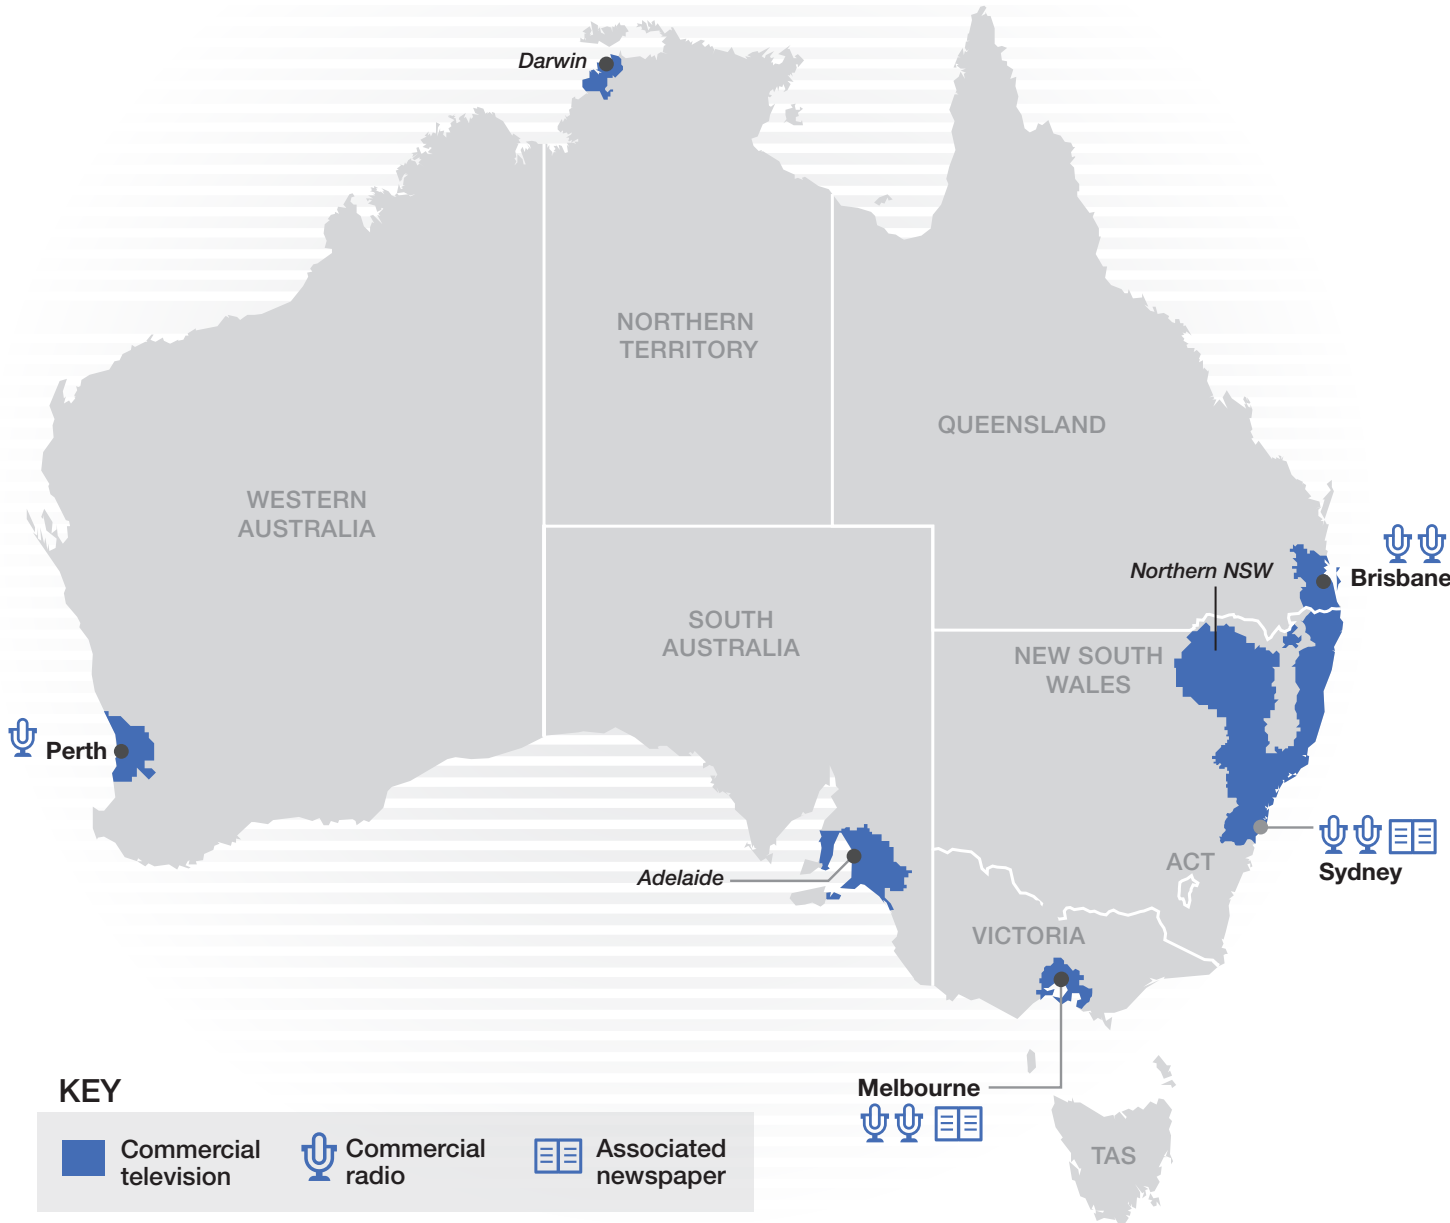 Darwin
NORTHERN
TERRITORY
QUEENSLAND
WESTERN
AUSTRALIA
Northern NSW
Brisbane
SOUTH
AUSTRALIA
NEW SOUTH
WALES
Perth
ACT
Sydney
Adelaide
VICTORIA
Melbourne
TAS
KEY
Commercial
television
Commercial
radio
Associated
newspaper